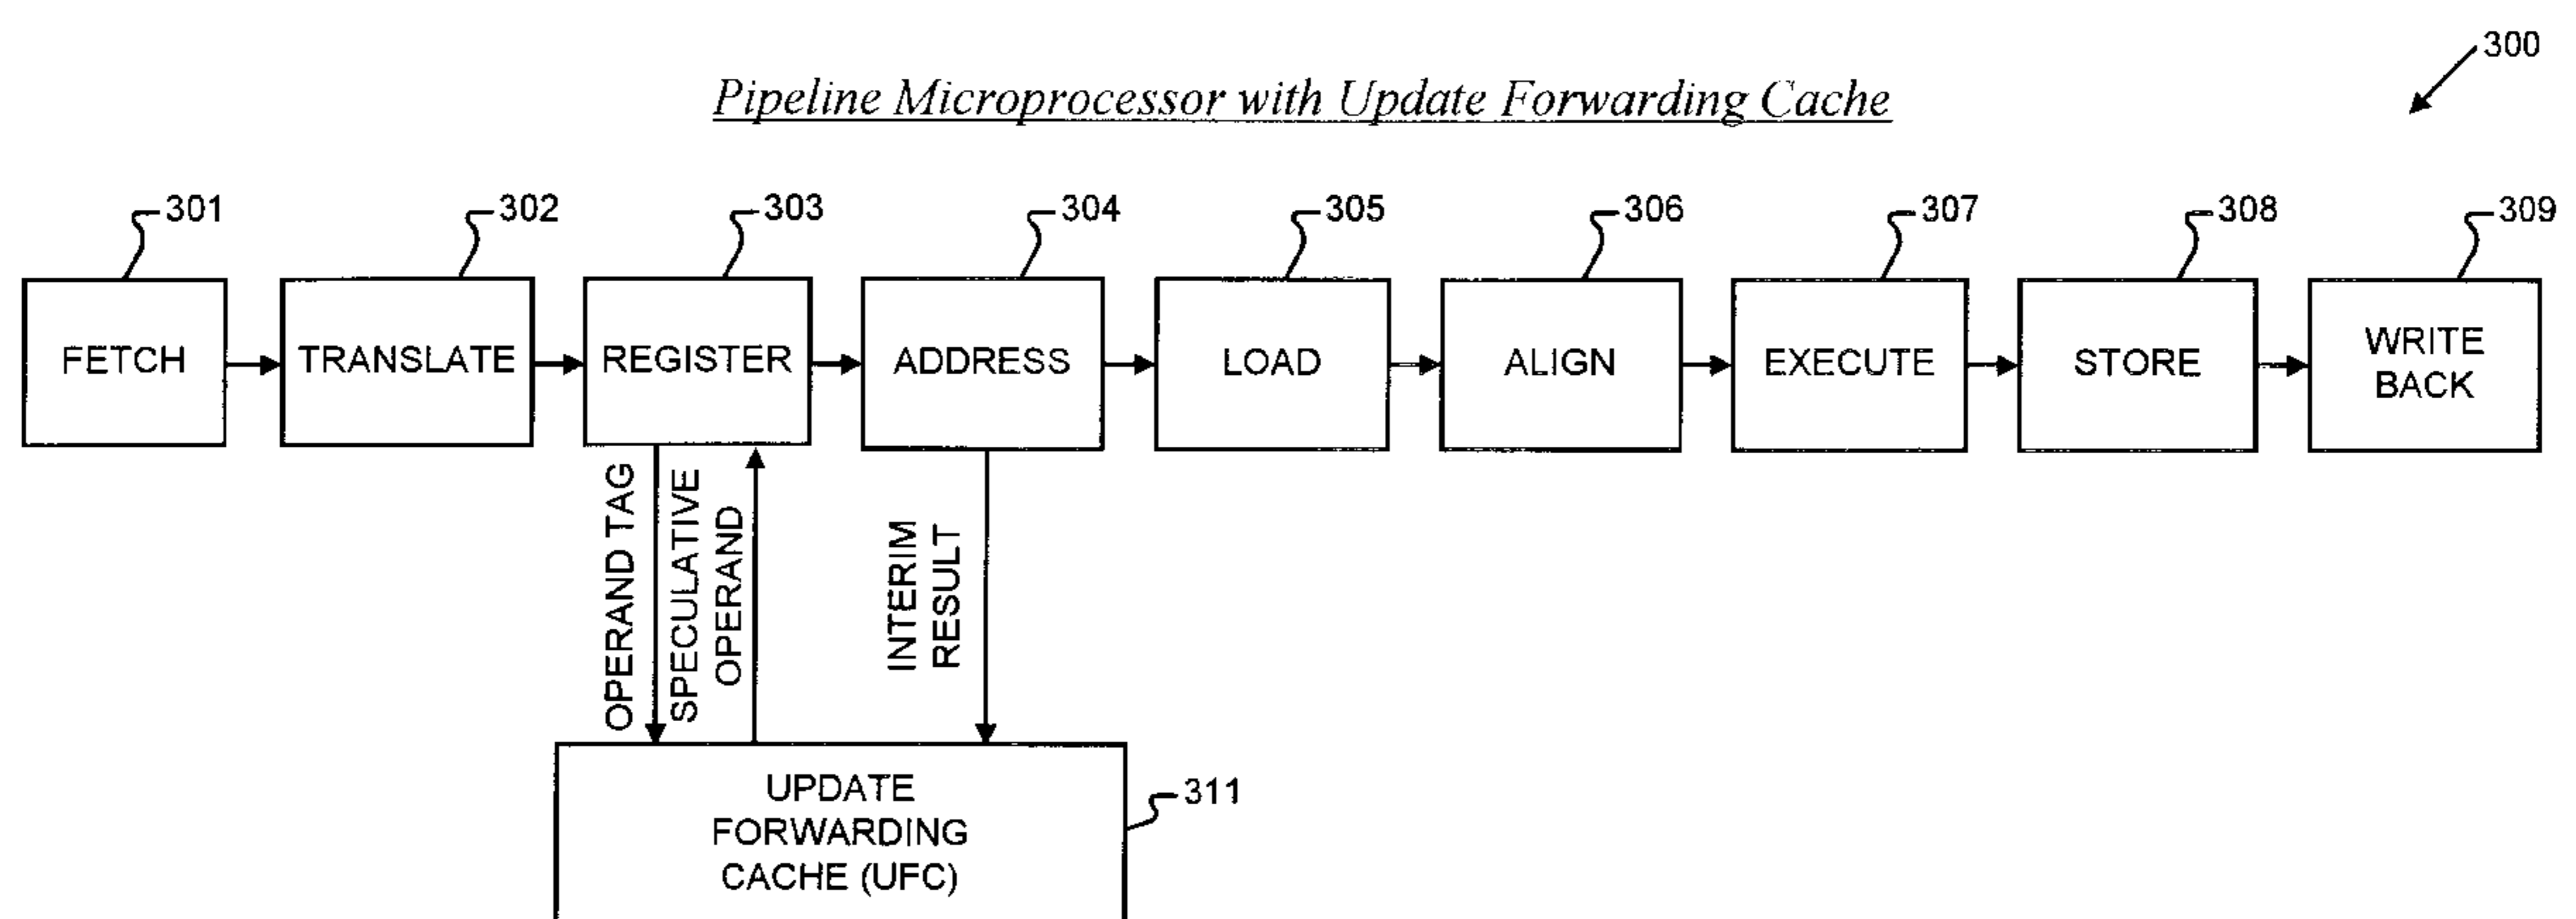 300
Pipeline Microprocessor with Update Forwarding Cache
301
302
303
304
305
306
307
308
309
FETCH
TRANSLATE
REGISTER
ADDRESS
LOAD
ALIGN
EXECUTE
STORE
WRITE
BACK
OPERAND TAG
SPECULATIVE
OPERAND
INTERIM
RESULT
UPDATE
FORWARDING
CACHE (UFC)
311